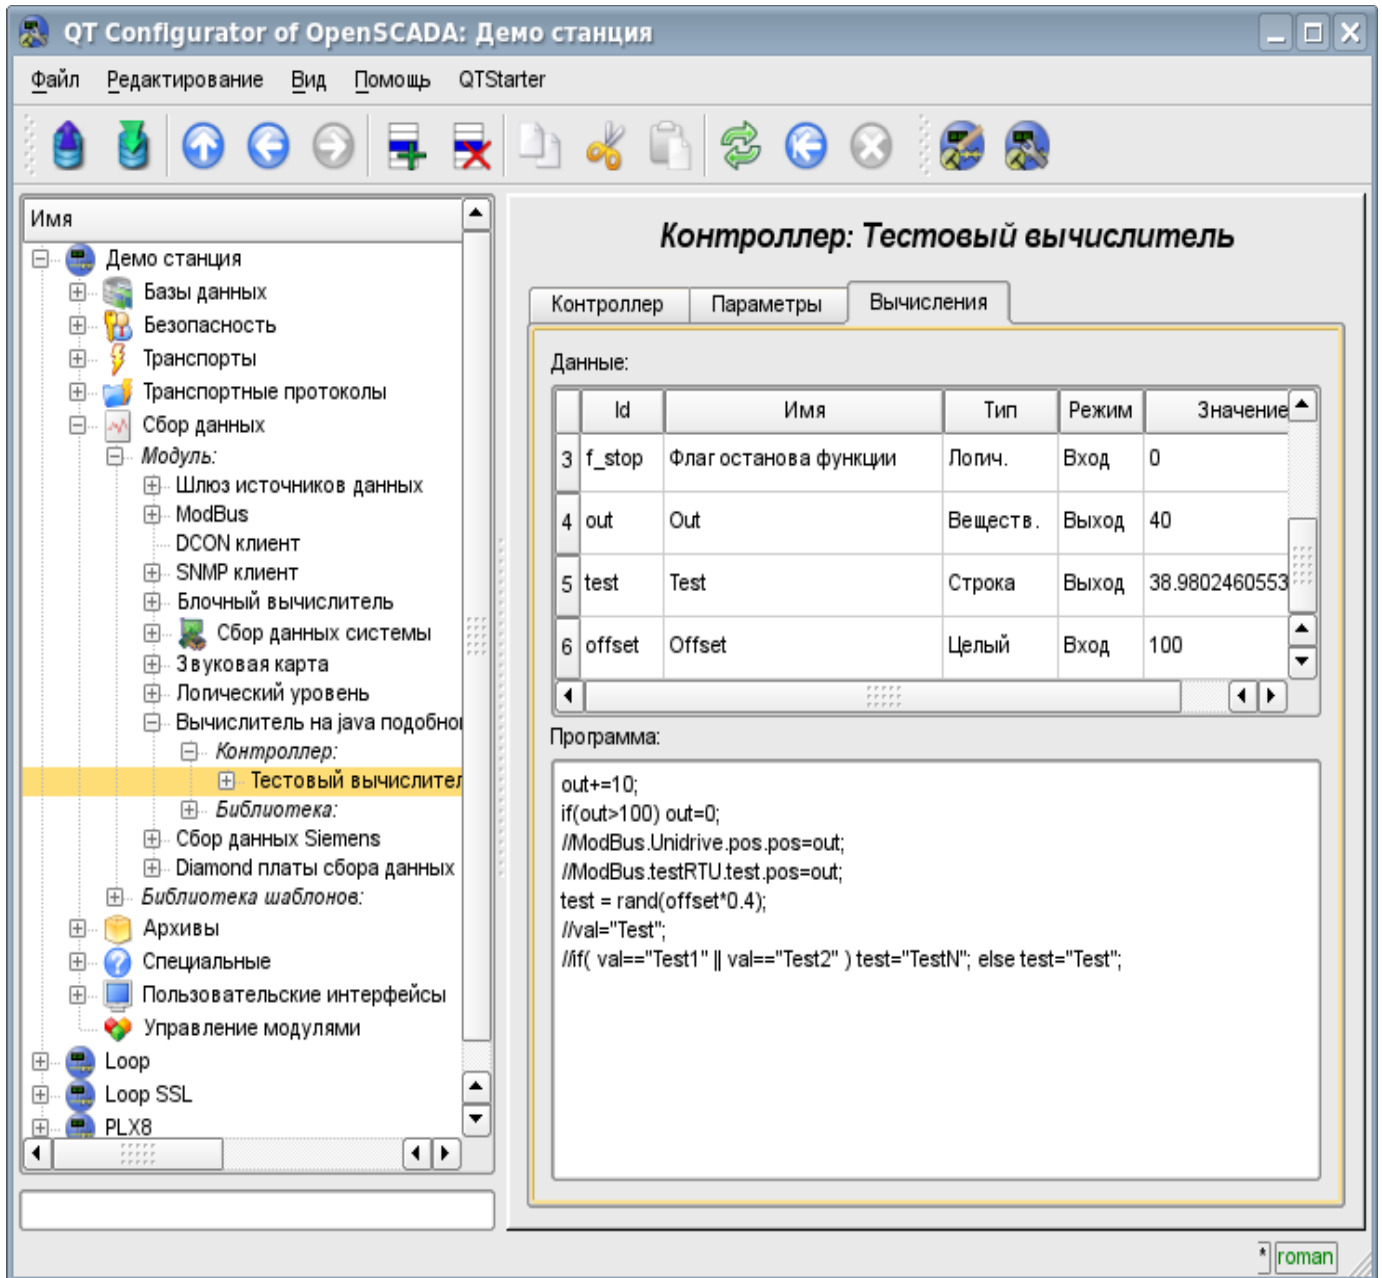 QT Configurator of OpenSCADA: Демо станция
Файл Редактирование Вид Помощь QTStarter
Имя
Демо станция
Базы данных
Безопасность
Транспорты
Транспортные протоколы
Сбор данных
Модуль:
Шлюз источников данных
ModBus
DCON клиент
SNMP клиент
Блочный вычислитель
Сбор данных системы
Звуковая карта
Логический уровень
Вычислитель на java подобно
Контроллер:
Тестовый вычислител
Библиотека:
Сбор данных Siemens
Diamond платы сбора данных
Библиотека шаблонов:
Архивы
Специальные
Пользовательские интерфейсы
Управление модулями
Loop
Loop SSL
PLX8
Контроллер: Тестовый вычислитель
Контроллер Параметры Вычисления
Данные:
Id Имя Тип Режим Значение
3 f_stop Флаг останова функции Логич. Вход 0
4 out Out Веществ. Выход 40
5 test Test Строка Выход 38.9802460553
6 offset Offset Целый Вход 100
Программа:
out+=10;
if(out>100) out=0;
//ModBus.Unidrive.pos.pos=out;
//ModBus.testRTU.test.pos=out;
test = rand(offset*0.4);
//val="Test";
//if( val=="Test1" || val=="Test2" ) test="TestN"; else test="Test";
* roman